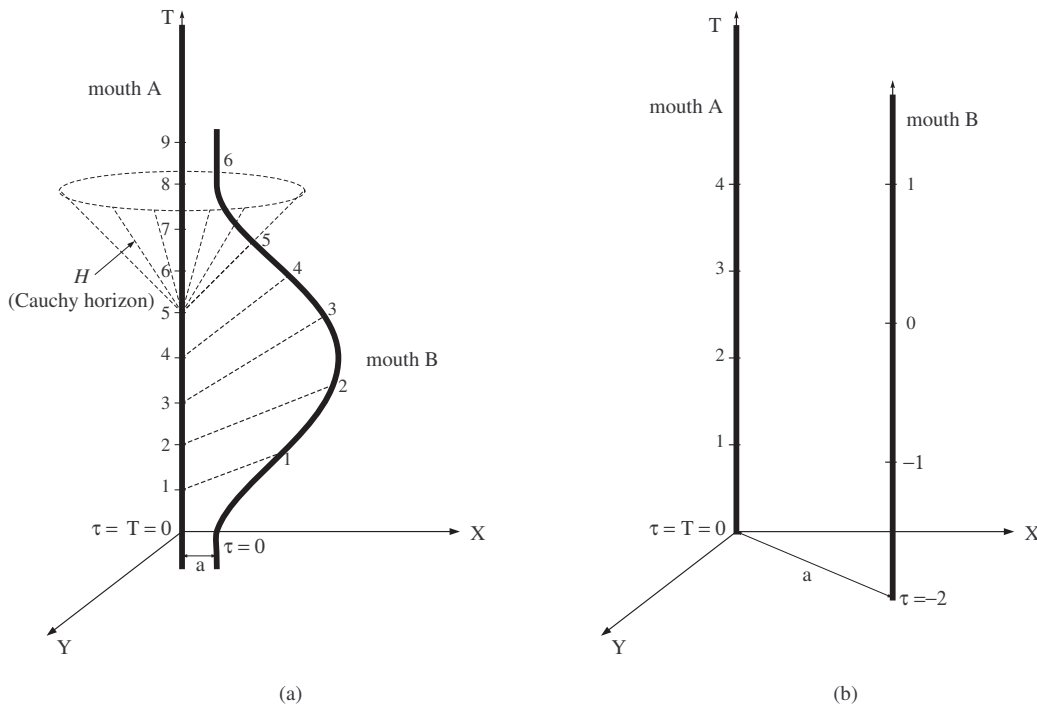 T
mouth A
9
8
7
6
5
4
3
2
1
τ = T = 0
6
5
4
3
2
1
mouth B
H
(Cauchy horizon)
τ = 0
a
X
Y
(a)
T
mouth A
4
3
2
1
τ = T = 0
mouth B
1
0
−1
τ = −2
a
X
Y
(b)